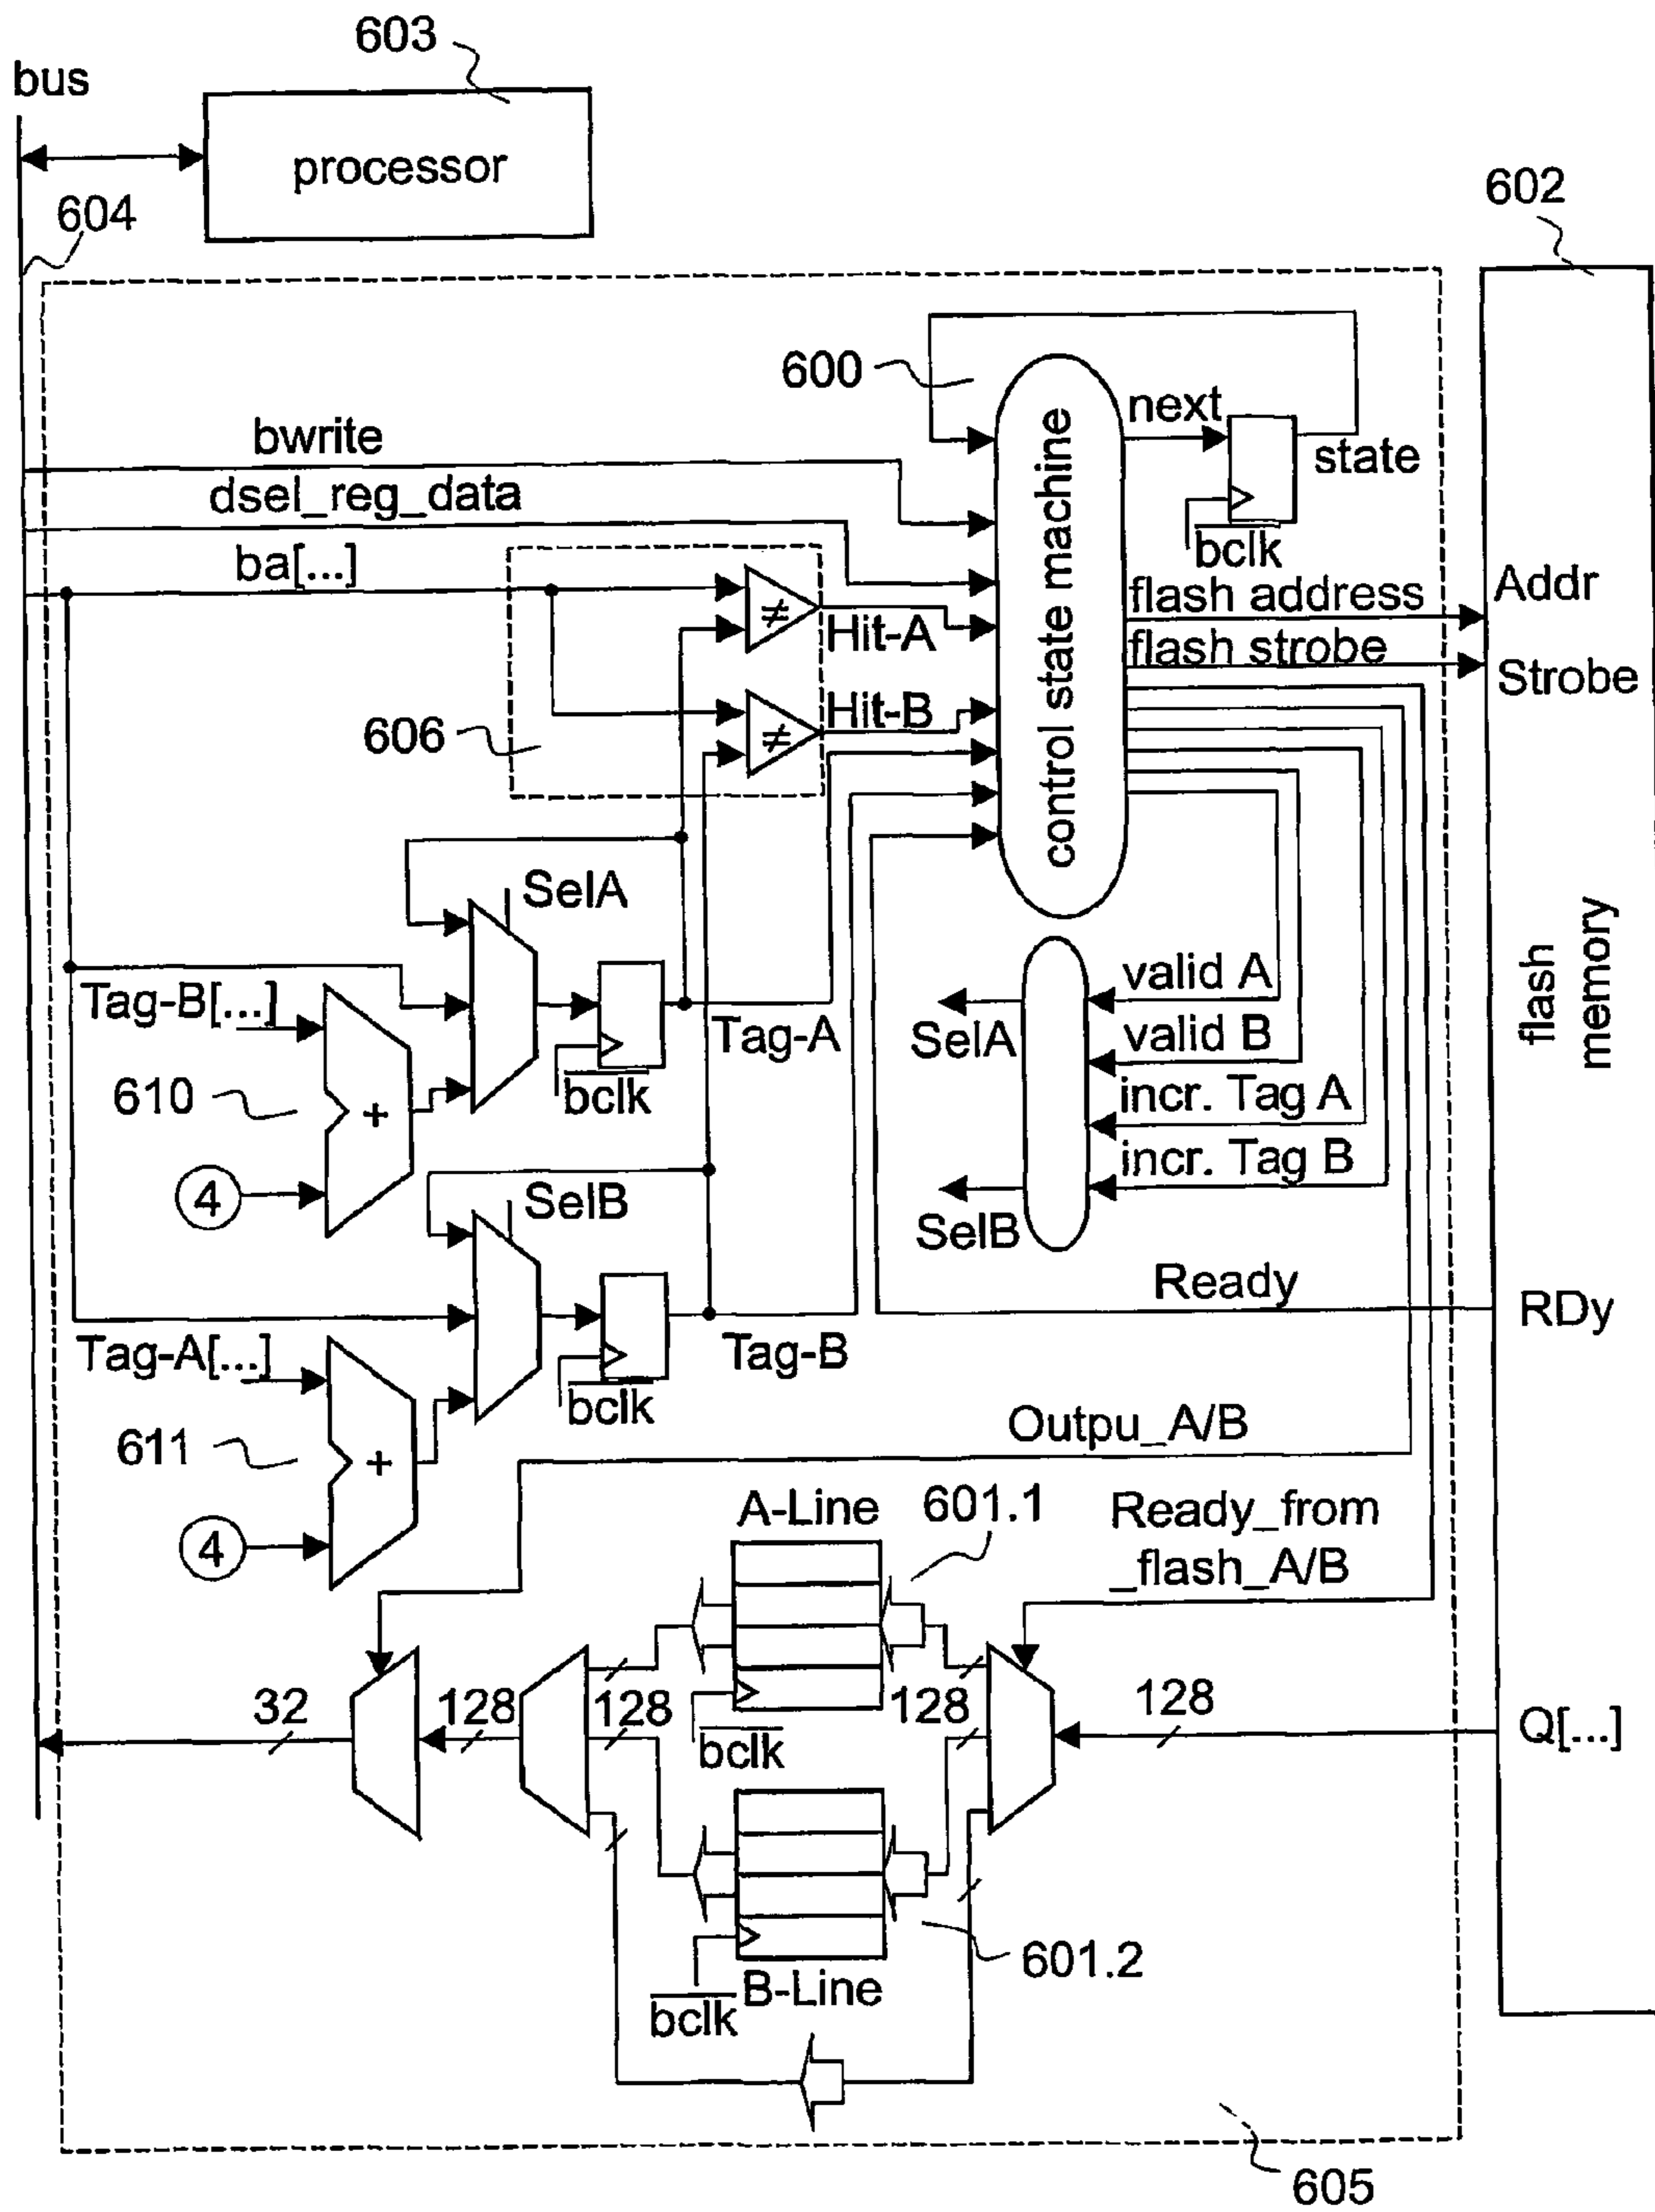 603
bus
processor
602
604
600
next
state
bclk
bwrite
dsel_reg_data
ba[...]
control state machine
flash address
Addr
flash strobe
Strobe
≠
Hit-A
≠
Hit-B
606
SelA
Tag-B[...]
610
+
4
bclk
Tag-A
valid A
SelA
valid B
incr. Tag A
incr. Tag B
SelB
flash
memory
SelB
Ready
RDy
Tag-A[...]
611
+
4
bclk
Tag-B
Outpu_A/B
A-Line
601.1
Ready_from
_flash_A/B
32
128
128
bclk
128
128
Q[...]
601.2
B-Line
bclk
605